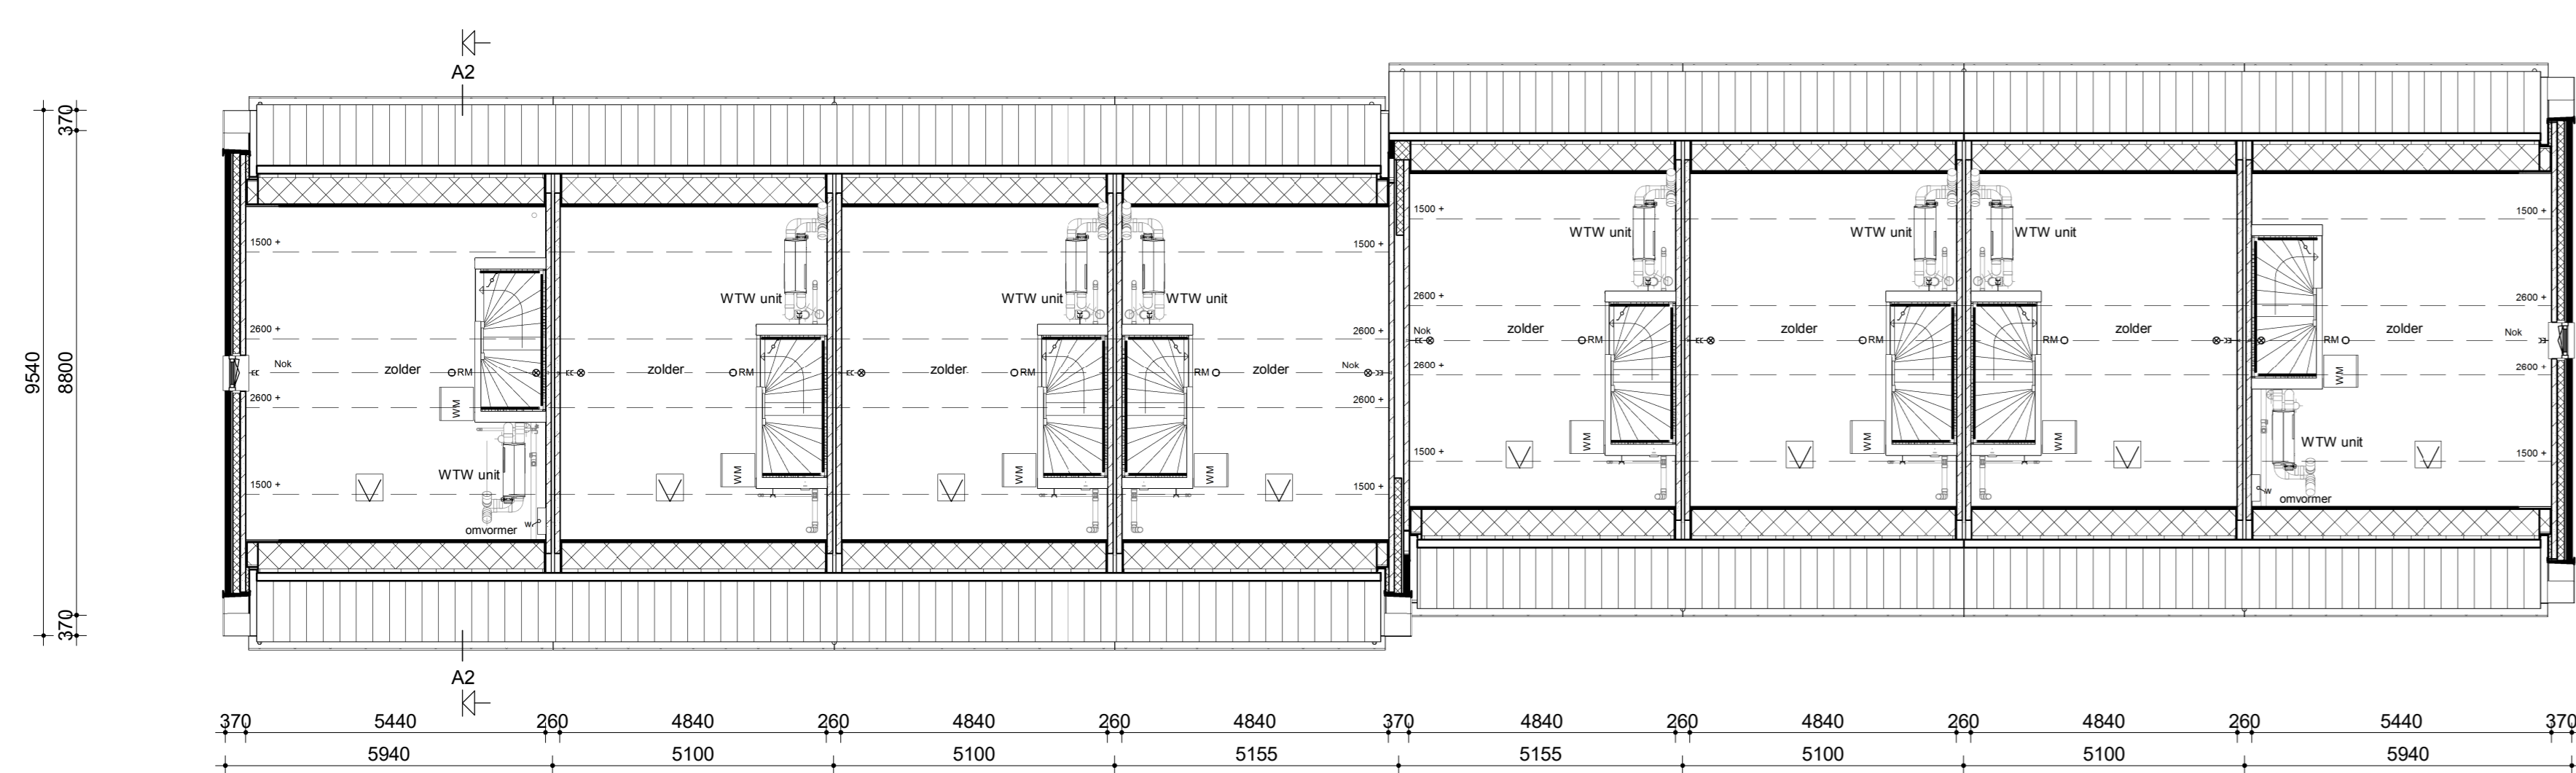 A2
370
9540
8800
370
1500 +
1500 +
1500 +
1500 +
WTW unit
WTW unit
WTW unit
WTW unit
WTW unit
WTW unit
2600 +
2600 +
2600 +
2600 +
Nok
zolder
RM
zolder
RM
zolder
RM
RM
zolder
Nok
Nok
zolder
RM
zolder
RM
RM
zolder
RM
zolder
Nok
2600 +
2600 +
2600 +
2600 +
WM
WM
WM
WM
WM
WM
WM
WM
WTW unit
WTW unit
1500 +
1500 +
1500 +
1500 +
omvormer
W
W
omvormer
A2
370 5440 260 4840 260 4840 260 4840 370 4840 260 4840 260 4840 260 5440 370
5940 5100 5100 5155 5155 5100 5100 5940